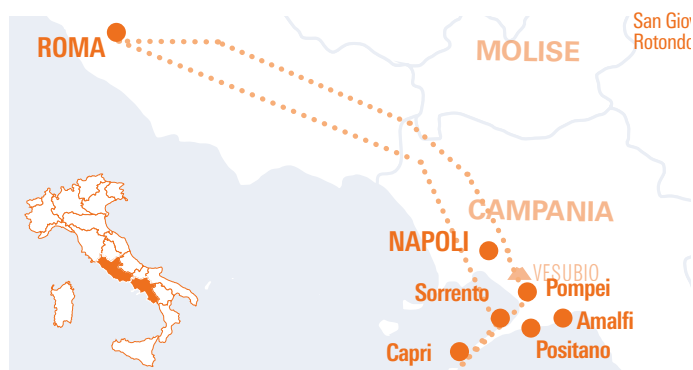 San Giov
Rotondo
ROMA
MOLISE
CAMPANIA
NAPOLI
VESUBIO
Pompei
Sorrento
Amalfi
Positano
Capri